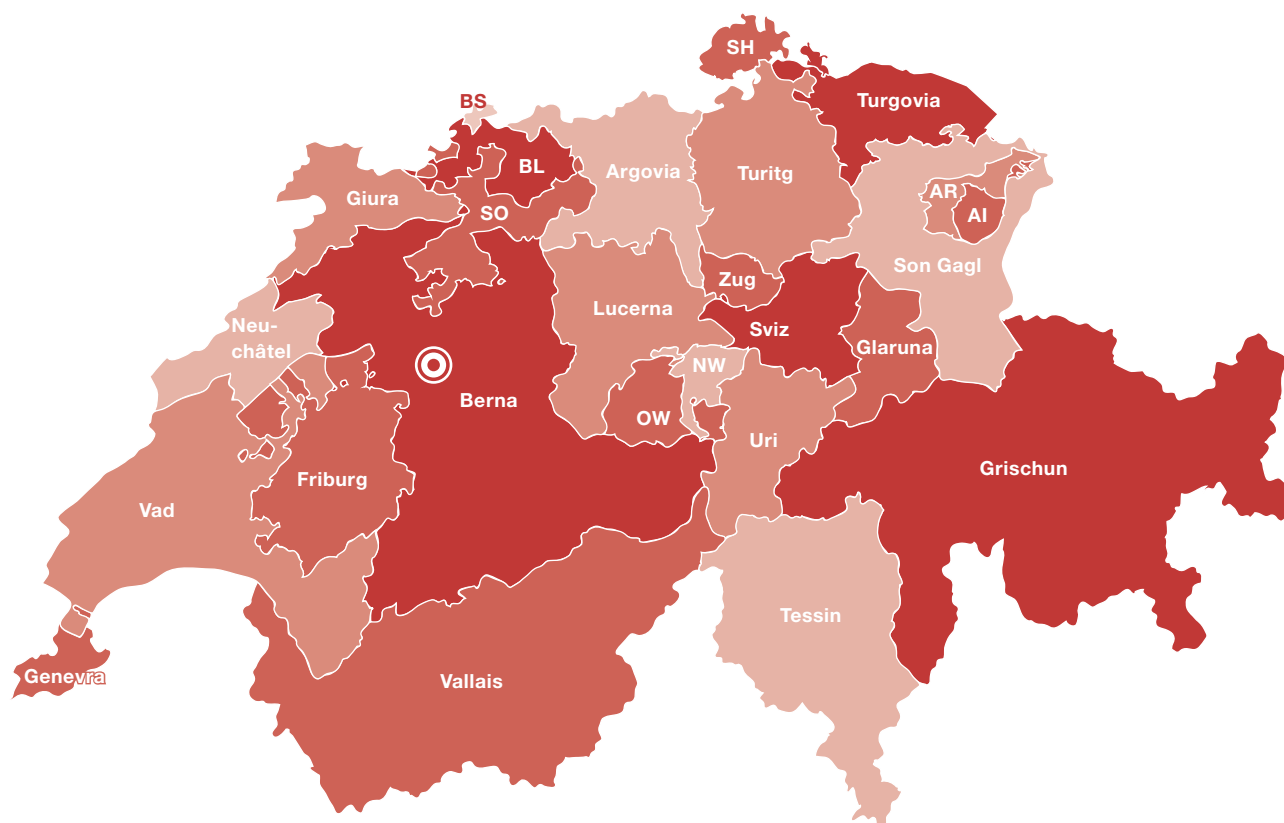 SH
BS
Turgovia
BL
Argovia
Turitg
Giura
AR
SO
AI
Son Gagl
Zug
Lucerna
Neu-
châtel
Sviz
Glaruna
NW
Berna
OW
Uri
Grischun
Friburg
Vad
Tessin
Genevra
Vallais